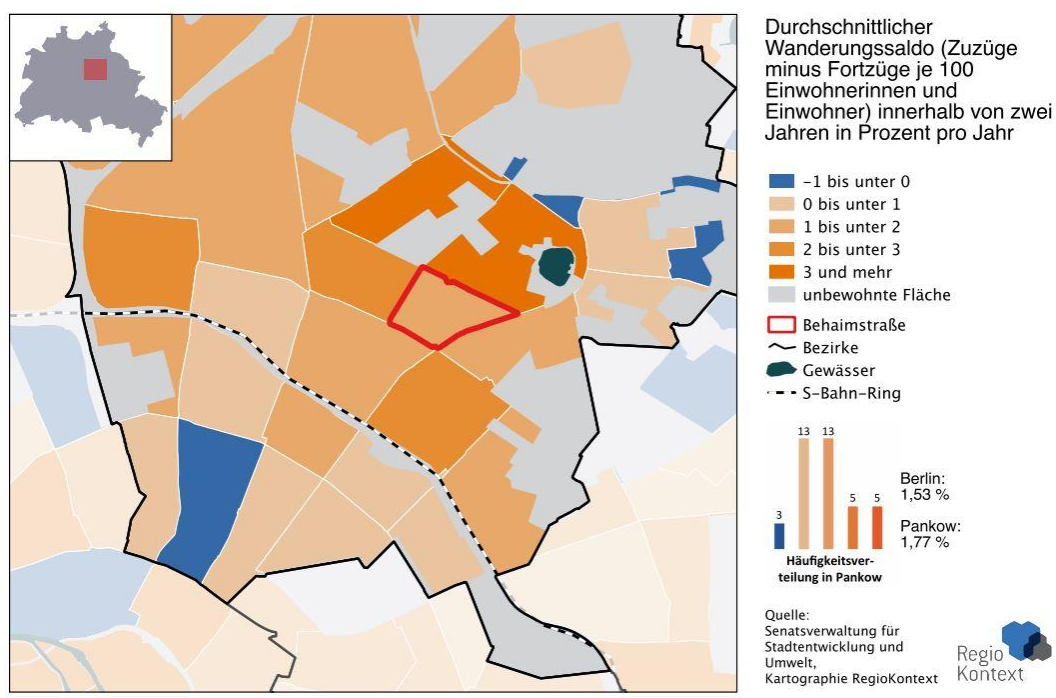 Durchschnittlicher
Wanderungssaldo (Zuzüge
minus Fortzüge je 100
Einwohnerinnen und
Einwohner) innerhalb von zwei
Jahren in Prozent pro Jahr
-1 bis unter 0
0 bis unter 1
1 bis unter 2
2 bis unter 3
3 und mehr
unbewohnte Fläche
Behaimstraße
Bezirke
Gewässer
S-Bahn-Ring
13 13
5 5
3
Häufigkeitsver-
teilung in Pankow
Berlin:
1,53 %
Pankow:
1,77 %
Quelle:
Senatsverwaltung für
Stadtentwicklung und
Umwelt,
Kartographie RegioKontext
Regio
Kontext